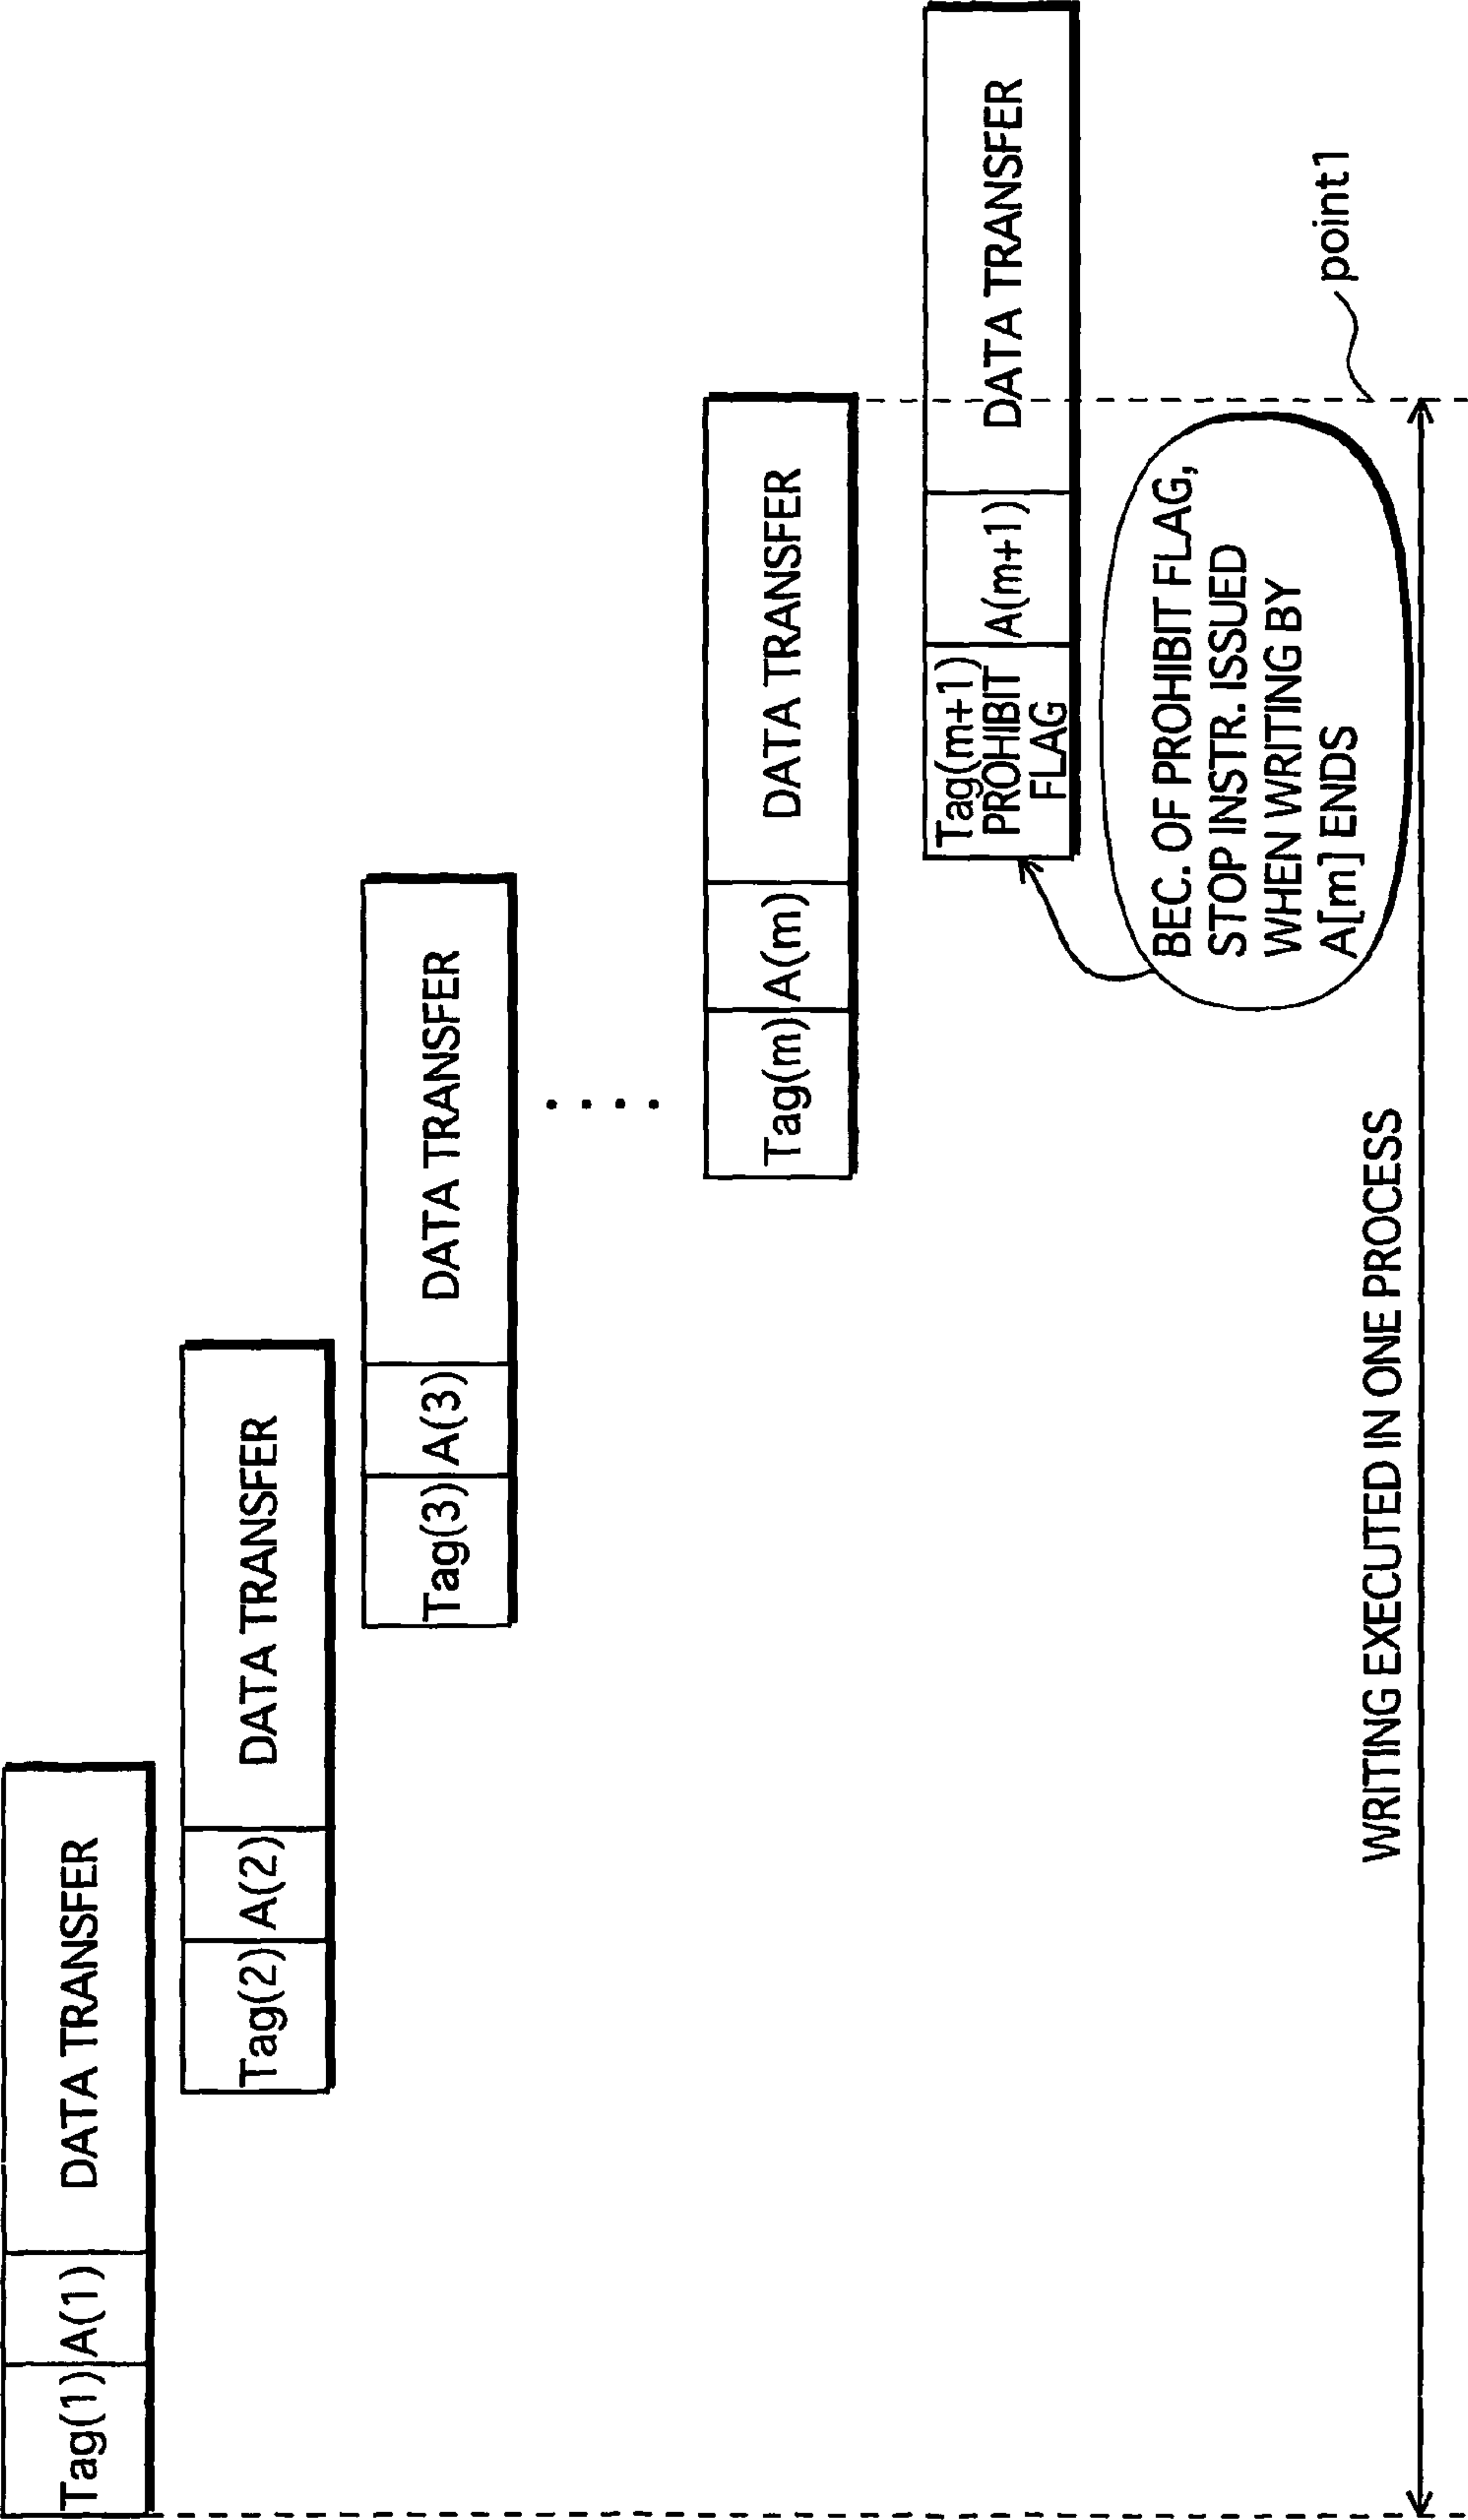 Tag(1) A(1) DATA TRANSFER
Tag(2) A(2) DATA TRANSFER
Tag(3) A(3) DATA TRANSFER
Tag(m) A(m) DATA TRANSFER
Tag(m+1)
PROHIBIT
FLAG
A(m+1)
DATA TRANSFER
BEC. OF PROHIBIT FLAG,
STOP INSTR. ISSUED
WHEN WRITING BY
A[m] ENDS
point1
WRITING EXECUTED IN ONE PROCESS